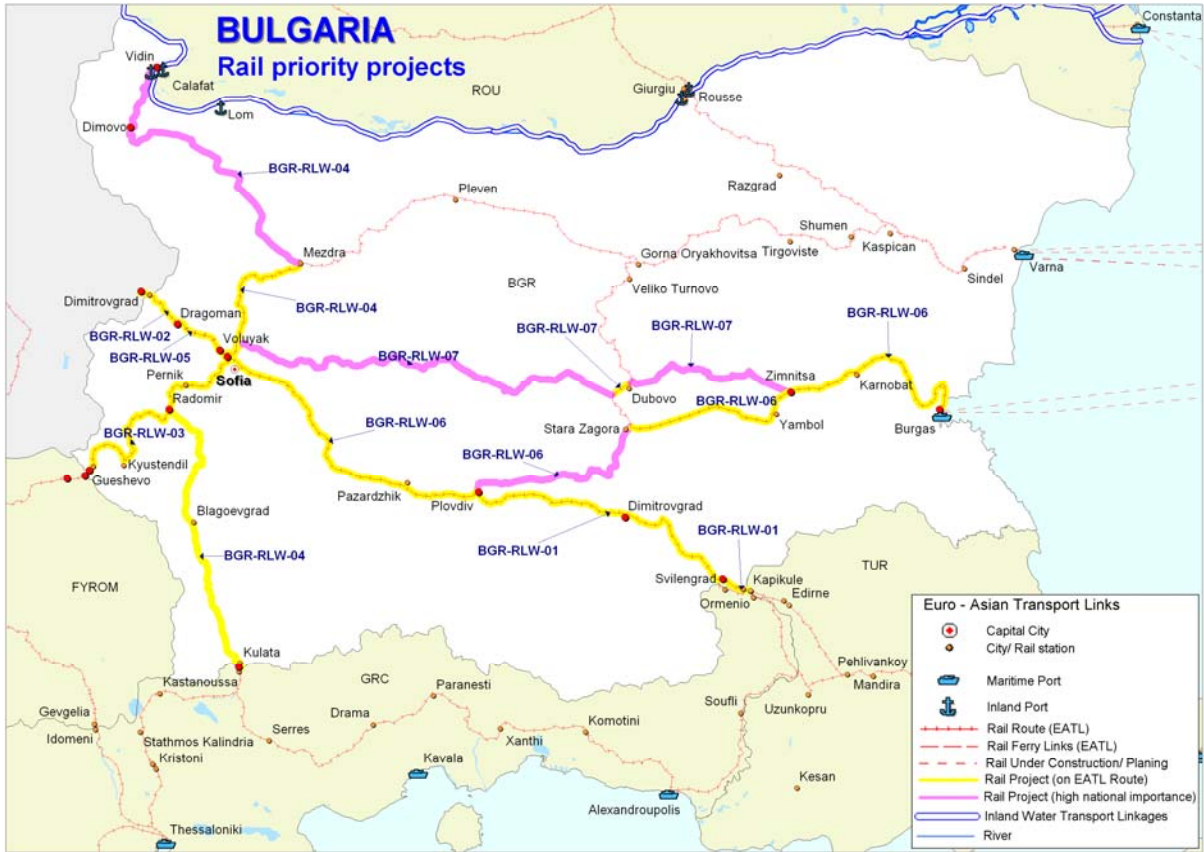 BULGARIA
Rail priority projects
Constanta
Vidin
Calafat
Lom
ROU
Giurgiu
Rousse
Dimovo
BGR-RLW-04
Pleven
Razgrad
Mezdra
Shumen
Kaspican
Gorna Oryakhovitsa
Tirgoviste
Varna
Sindel
BGR
Veliko Turnovo
Dimitrovgrad
Dragoman
BGR-RLW-04
BGR-RLW-06
BGR-RLW-02
BGR-RLW-05
Voluyak
BGR-RLW-07
BGR-RLW-07
BGR-RLW-07
Pernik
Sofia
Zimnitsa
Karnobat
Radomir
Dubovo
BGR-RLW-06
BGR-RLW-06
Stara Zagora
Yambol
Burgas
BGR-RLW-03
BGR-RLW-06
Kyustendil
Gueshevo
Pazardzhik
Plovdiv
Dimitrovgrad
Blagoevgrad
BGR-RLW-04
BGR-RLW-01
BGR-RLW-01
FYROM
Svilengrad
Kapikule
TUR
Ormenio
Edirne
Kulata
Kastanoussa
GRC
Paranesti
Pehlivankoy
Mandira
Gevgelia
Idomeni
Stathmos Kalindria
Serres
Drama
Xanthi
Komotini
Soufli
Uzunkopru
Kristoni
Kavala
Kesan
Alexandroupolis
Thessaloniki
Euro - Asian Transport Links
Capital City
City/ Rail station
Maritime Port
Inland Port
Rail Route (EATL)
Rail Ferry Links (EATL)
Rail Under Construction/ Planing
Rail Project (on EATL Route)
Rail Project (high national importance)
Inland Water Transport Linkages
River